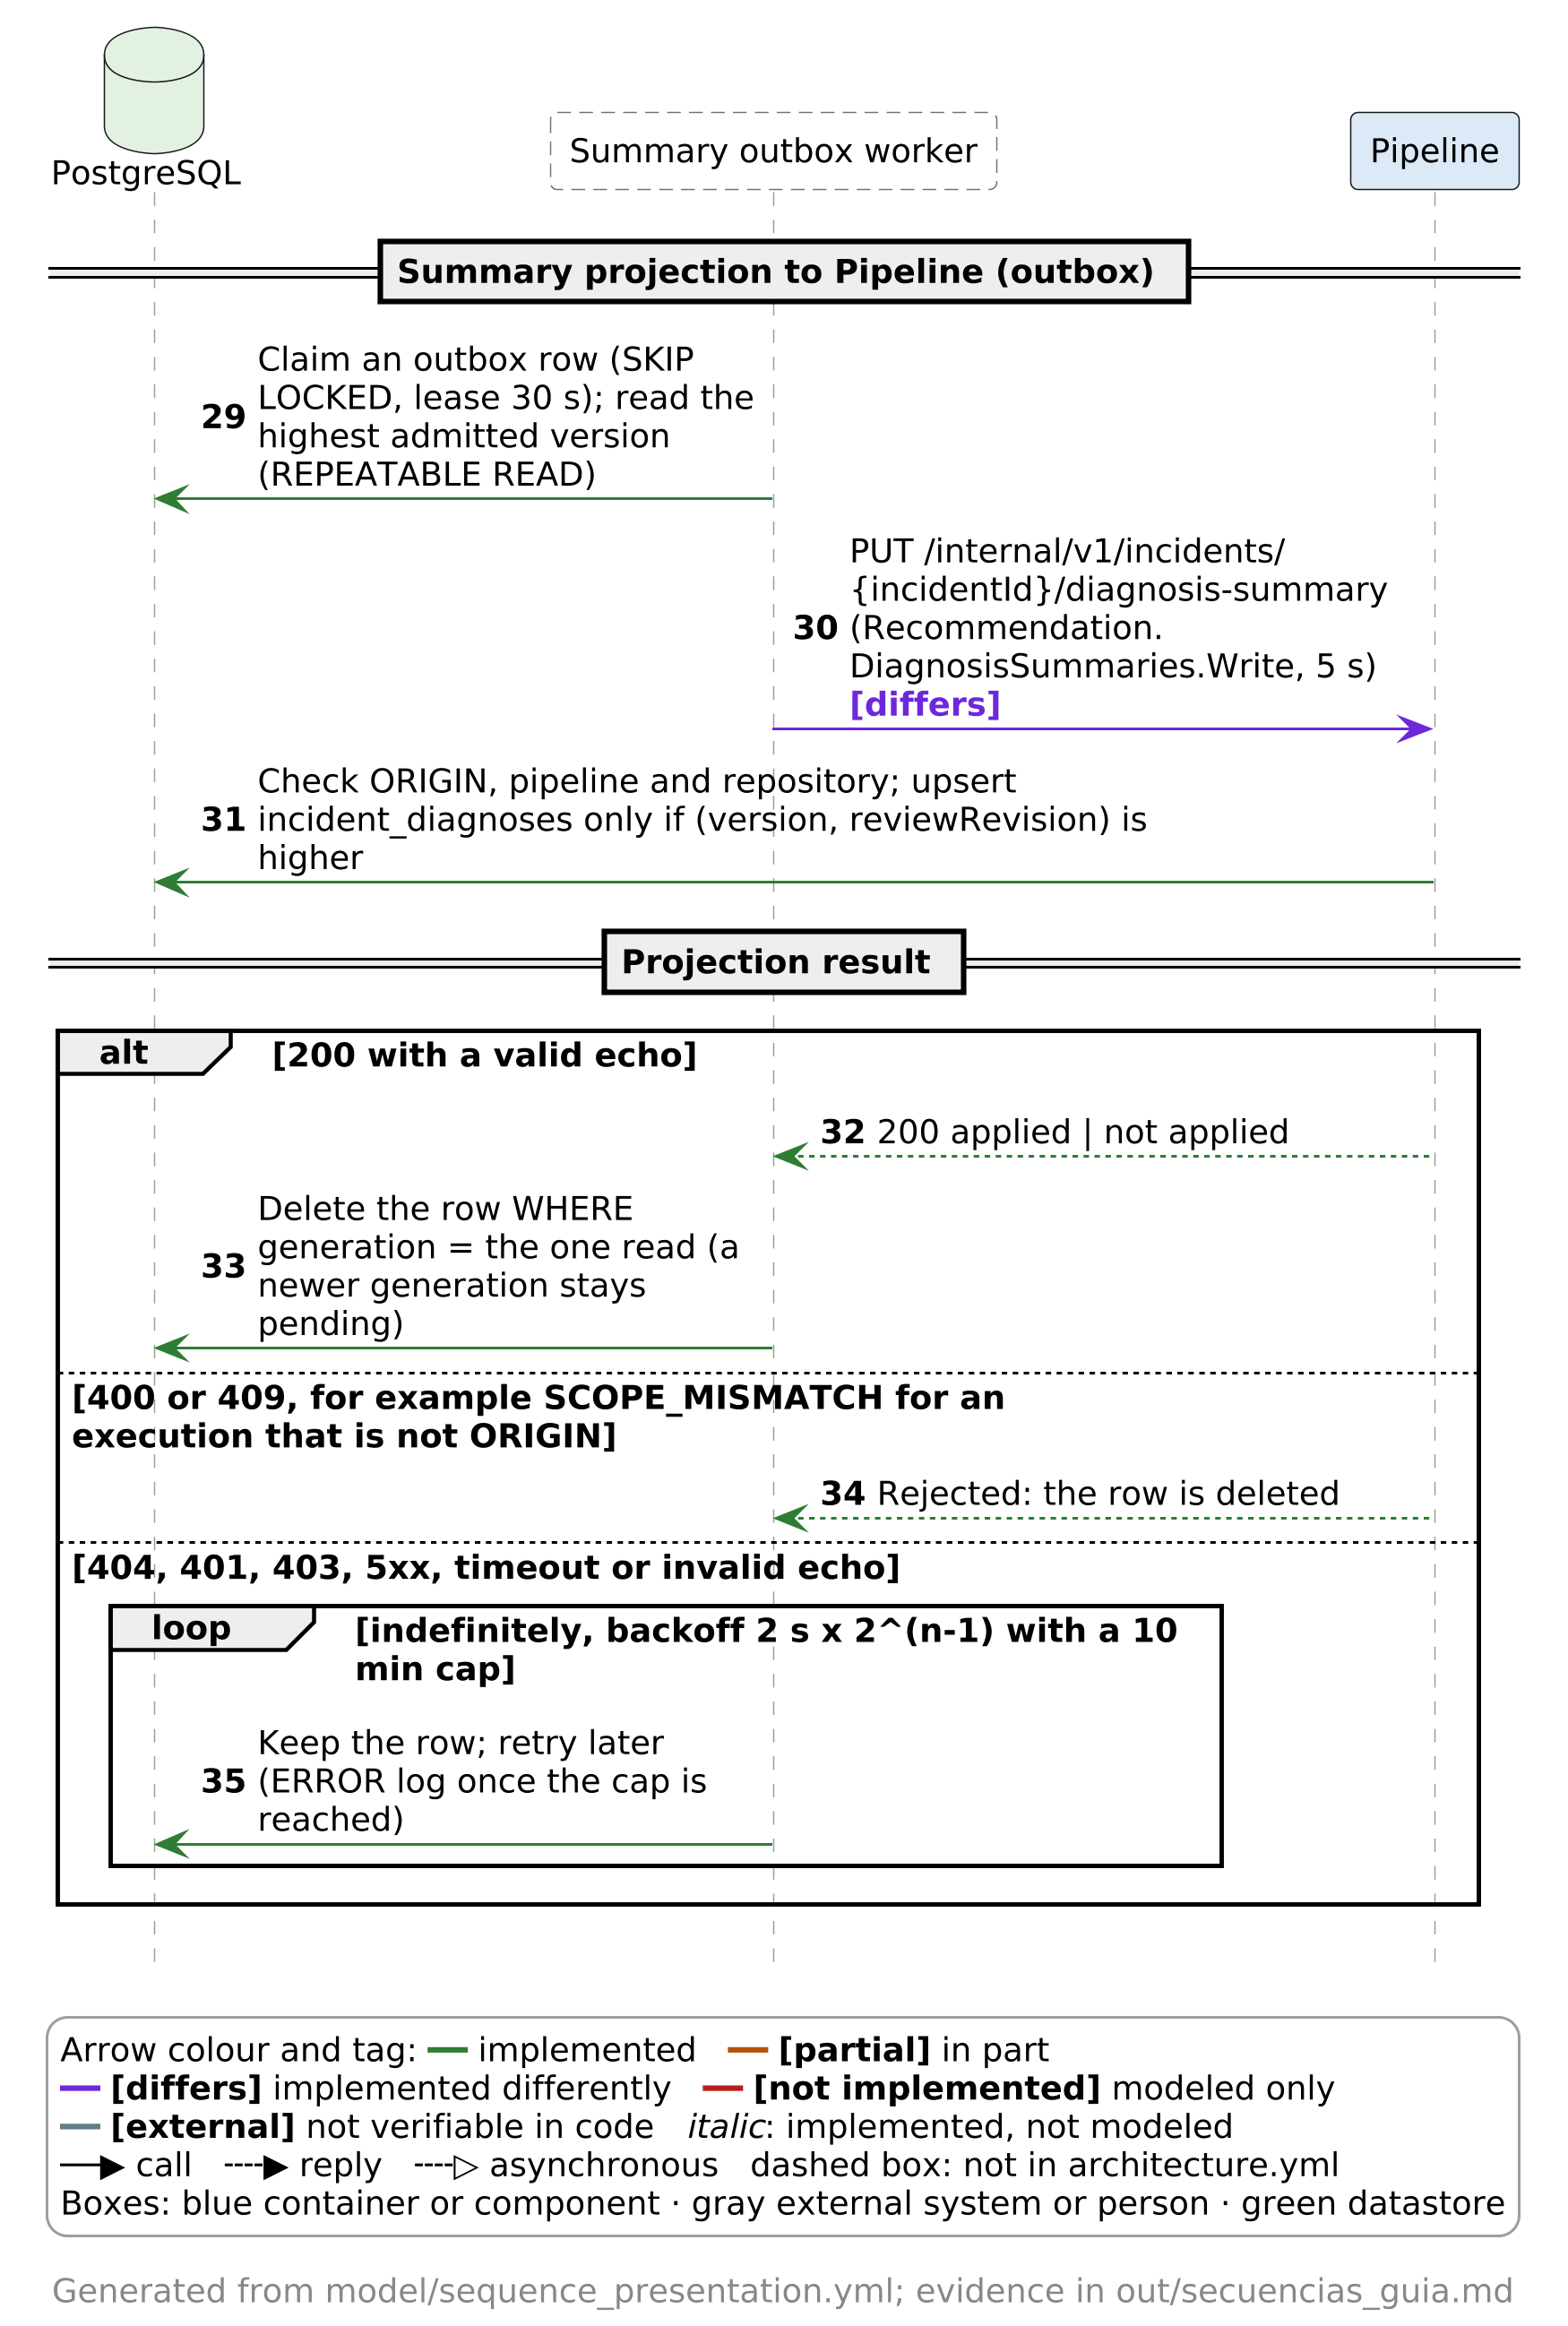 PostgreSQL
Summary outbox worker
Pipeline
Summary projection to Pipeline (outbox)
29 Claim an outbox row (SKIP
LOCKED, lease 30 s); read the
highest admitted version
(REPEATABLE READ)
30 PUT /internal/v1/incidents/
{incidentId}/diagnosis-summary
(Recommendation.
DiagnosisSummaries.Write, 5 s)
[differs]
31 Check ORIGIN, pipeline and repository; upsert
incident_diagnoses only if (version, reviewRevision) is
higher
Projection result
alt [200 with a valid echo]
32 200 applied | not applied
33 Delete the row WHERE
generation = the one read (a
newer generation stays
pending)
[400 or 409, for example SCOPE_MISMATCH for an
execution that is not ORIGIN]
34 Rejected: the row is deleted
[404, 401, 403, 5xx, timeout or invalid echo]
loop [indefinitely, backoff 2 s x 2^(n-1) with a 10
min cap]
35 Keep the row; retry later
(ERROR log once the cap is
reached)
Arrow colour and tag: implemented [partial] in part
[differs] implemented differently [not implemented] modeled only
[external] not verifiable in code italic: implemented, not modeled
call reply asynchronous dashed box: not in architecture.yml
Boxes: blue container or component · gray external system or person · green datastore
Generated from model/sequence_presentation.yml; evidence in out/secuencias_guia.md